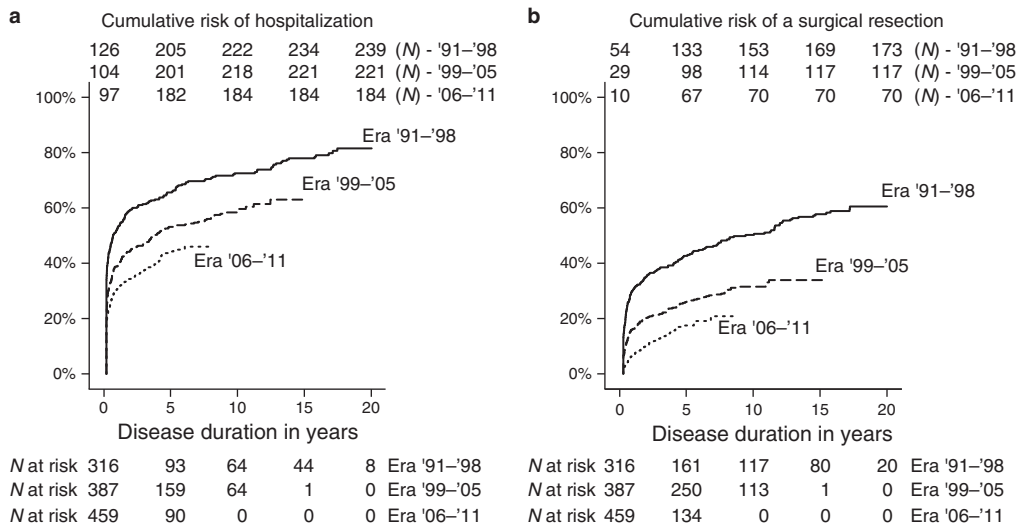 a
Cumulative risk of hospitalization
126 205 222 234 239 (N) - '91–'98
104 201 218 221 221 (N) - '99–'05
97 182 184 184 184 (N) - '06–'11
100%
80%
60%
40%
20%
0%
Era '91–'98
Era '99–'05
Era '06–'11
0 5 10 15 20
Disease duration in years
N at risk 316 93 64 44 8 Era '91–'98
N at risk 387 159 64 1 0 Era '99–'05
N at risk 459 90 0 0 0 Era '06–'11
b
Cumulative risk of a surgical resection
54 133 153 169 173 (N) - '91–'98
29 98 114 117 117 (N) - '99–'05
10 67 70 70 70 (N) - '06–'11
100%
80%
60%
40%
20%
0%
Era '91–'98
Era '99–'05
Era '06–'11
0 5 10 15 20
Disease duration in years
N at risk 316 161 117 80 20 Era '91–'98
N at risk 387 250 113 1 0 Era '99–'05
N at risk 459 134 0 0 0 Era '06–'11